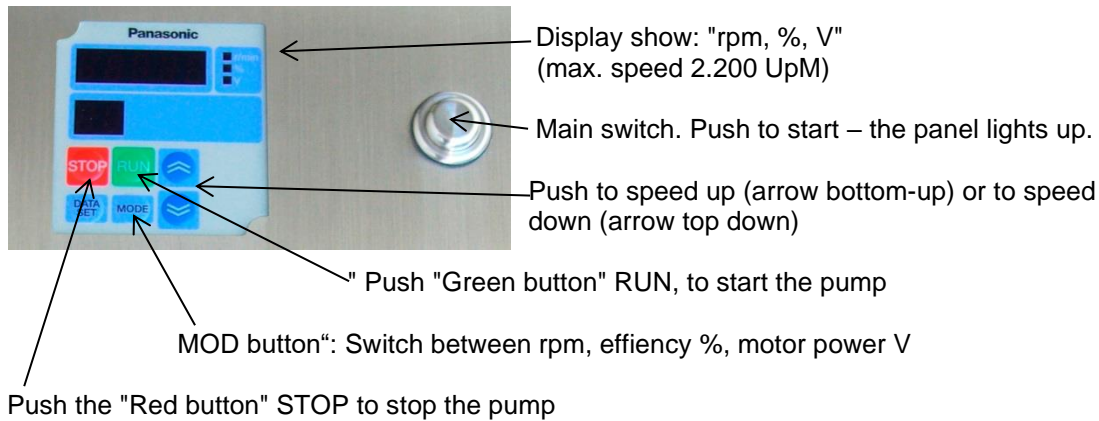 Panasonic
r/min
%
V
STOP
RUN
DATA
SET
MODE
Display show: "rpm, %, V"
(max. speed 2.200 UpM)
Main switch. Push to start – the panel lights up.
Push to speed up (arrow bottom-up) or to speed
down (arrow top down)
" Push "Green button" RUN, to start the pump
MOD button“: Switch between rpm, effiency %, motor power V
Push the "Red button" STOP to stop the pump